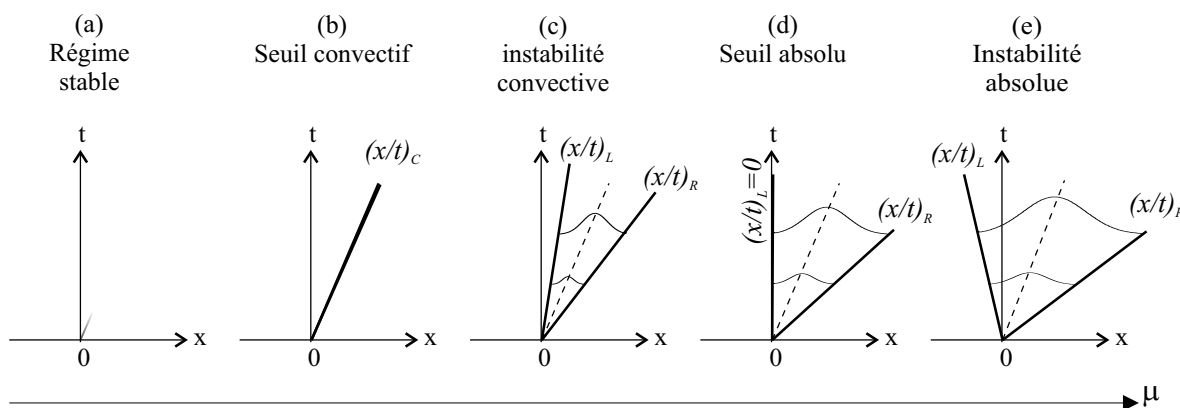 (a)
Régime
stable
(b)
Seuil convectif
(c)
instabilité
convective
(d)
Seuil absolu
(e)
Instabilité
absolue
t
x
0
t
(x/t)C
x
0
t
(x/t)L
(x/t)R
x
0
t
(x/t)L=0
(x/t)R
x
0
t
(x/t)L
(x/t)
x
0
μ